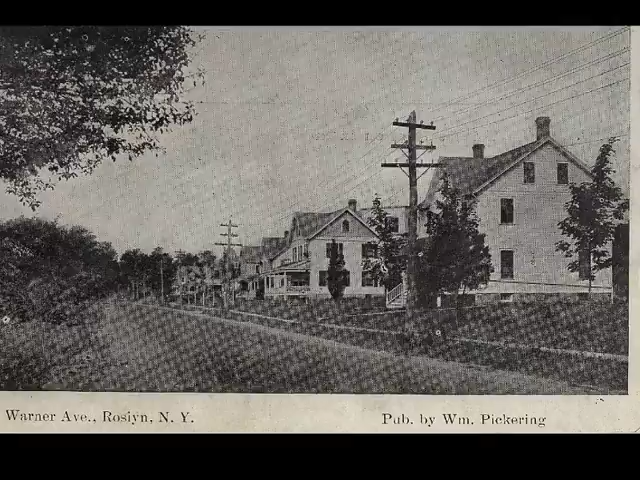 Warner Ave., Roslyn, N. Y.
Pub. by Wm. Pickering